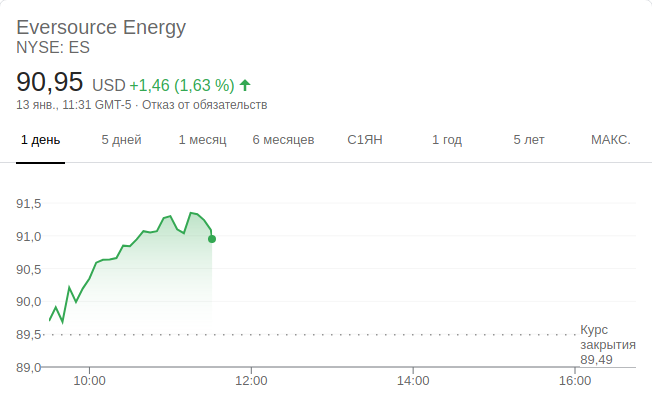 Eversource Energy
NYSE: ES
90,95 USD +1,46 (1,63 %)
13 янв., 11:31 GMT-5 · Отказ от обязательств
1 день 5 дней 1 месяц 6 месяцев С1ЯН 1 год 5 лет МАКС.
91,5
91,0
90,5
90,0
89,5
Курс
закрытия
89,49
89,0
10:00 12:00 14:00 16:00